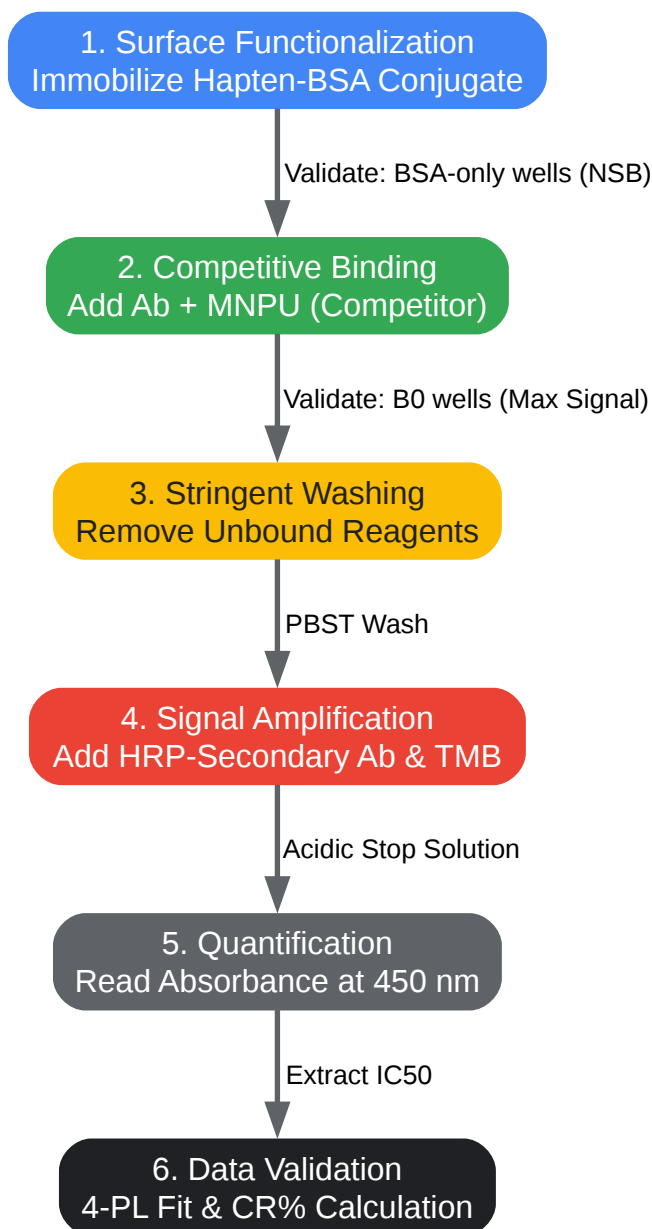 1. Surface Functionalization
Immobilize Hapten-BSA Conjugate
Validate: BSA-only wells (NSB)
2. Competitive Binding
Add Ab + MNPU (Competitor)
Validate: B0 wells (Max Signal)
3. Stringent Washing
Remove Unbound Reagents
PBST Wash
4. Signal Amplification
Add HRP-Secondary Ab & TMB
Acidic Stop Solution
5. Quantification
Read Absorbance at 450 nm
Extract IC50
6. Data Validation
4-PL Fit & CR% Calculation